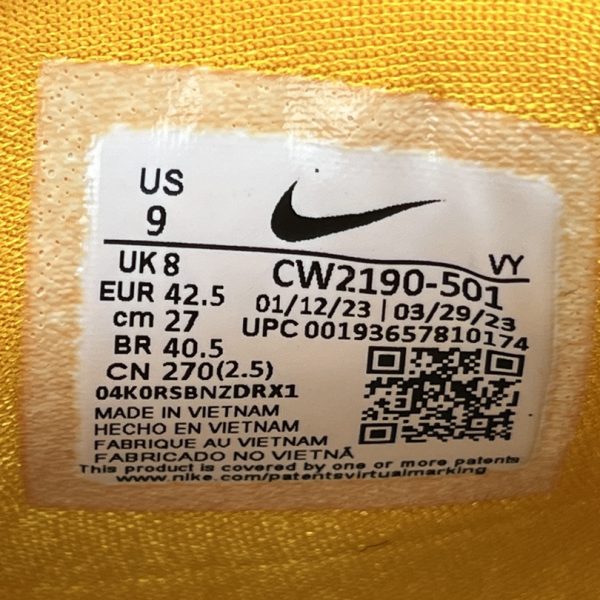 US
9
VY
UK 8
EUR 42.5
cm 27
BR 40.5
CN 270(2.5)
CW2190-501
01/12/23 | 03/29/23
UPC 00193657810174
04K0RSBNZDRX1
MADE IN VIETNAM
HECHO EN VIETNAM
FABRIQUE AU VIETNAM
FABRICADO NO VIETNÃ
This product is covered by one or more patents
www.nike.com/patentsvirtualmarking